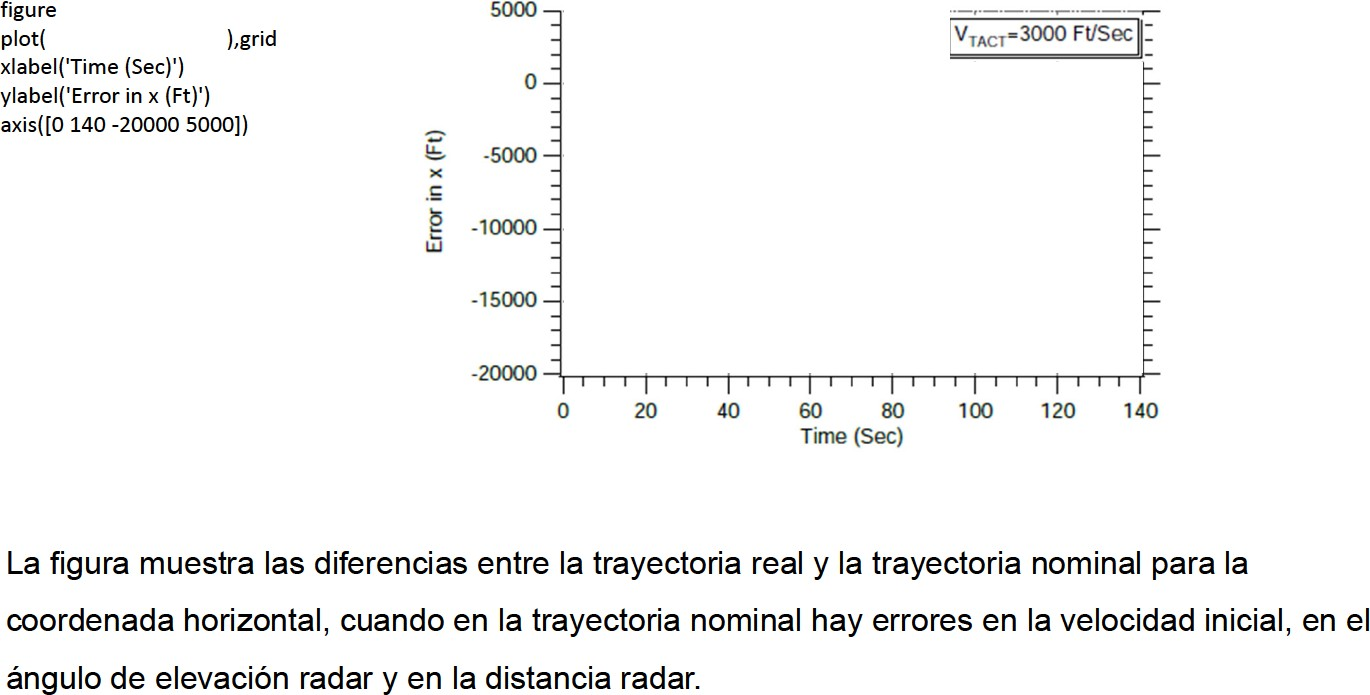 figure
plot( ),grid
xlabel('Time (Sec)')
ylabel('Error in x (Ft)')
axis([0 140 -20000 5000])
5000
V_TACT=3000 Ft/Sec
0
-5000
Error in x (Ft)
-10000
-15000
-20000
0 20 40 60 80 100 120 140
Time (Sec)
La figura muestra las diferencias entre la trayectoria real y la trayectoria nominal para la
coordenada horizontal, cuando en la trayectoria nominal hay errores en la velocidad inicial, en el
ángulo de elevación radar y en la distancia radar.